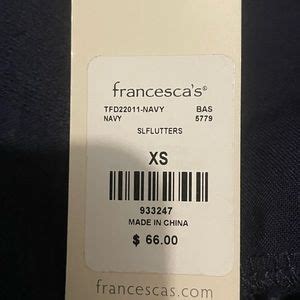 francesca's®
TFD22011-NAVY BAS
NAVY 5779
SLFLUTTERS
XS
933247
MADE IN CHINA
$ 66.00
francescas.com